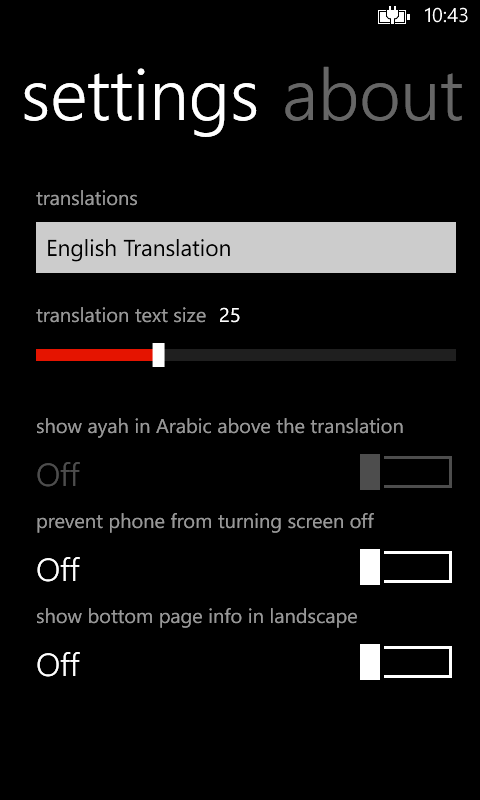 10:43
settings about
translations
English Translation
translation text size 25
show ayah in Arabic above the translation
Off
prevent phone from turning screen off
Off
show bottom page info in landscape
Off